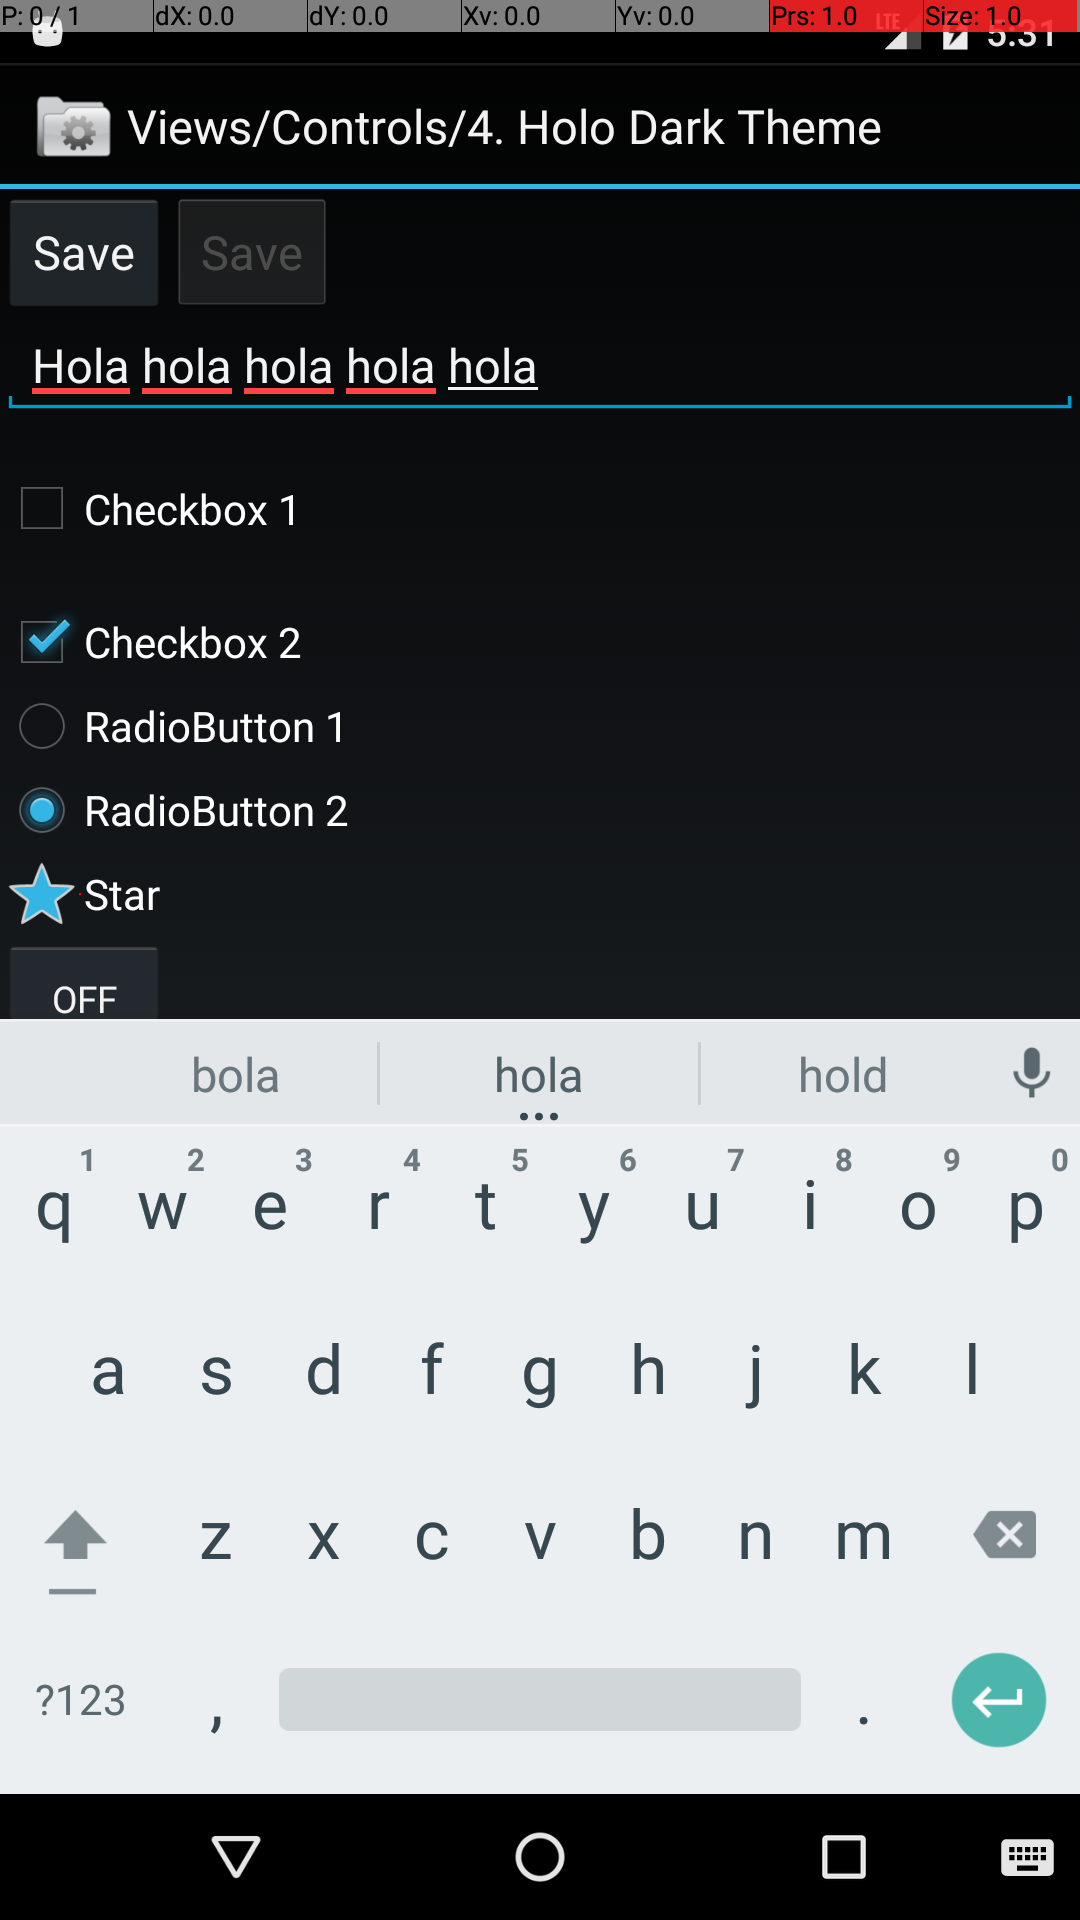 P: 0 / 1 dX: 0.0 dY: 0.0 Xv: 0.0 Yv: 0.0 Prs: 1.0 Size: 1.0
LTE 5:31
Views/Controls/4. Holo Dark Theme
Save Save
Hola hola hola hola hola
Checkbox 1
Checkbox 2
RadioButton 1
RadioButton 2
Star
OFF
bola hola hold
1 2 3 4 5 6 7 8 9 0
q w e r t y u i o p
a s d f g h j k l
z x c v b n m
?123 , .